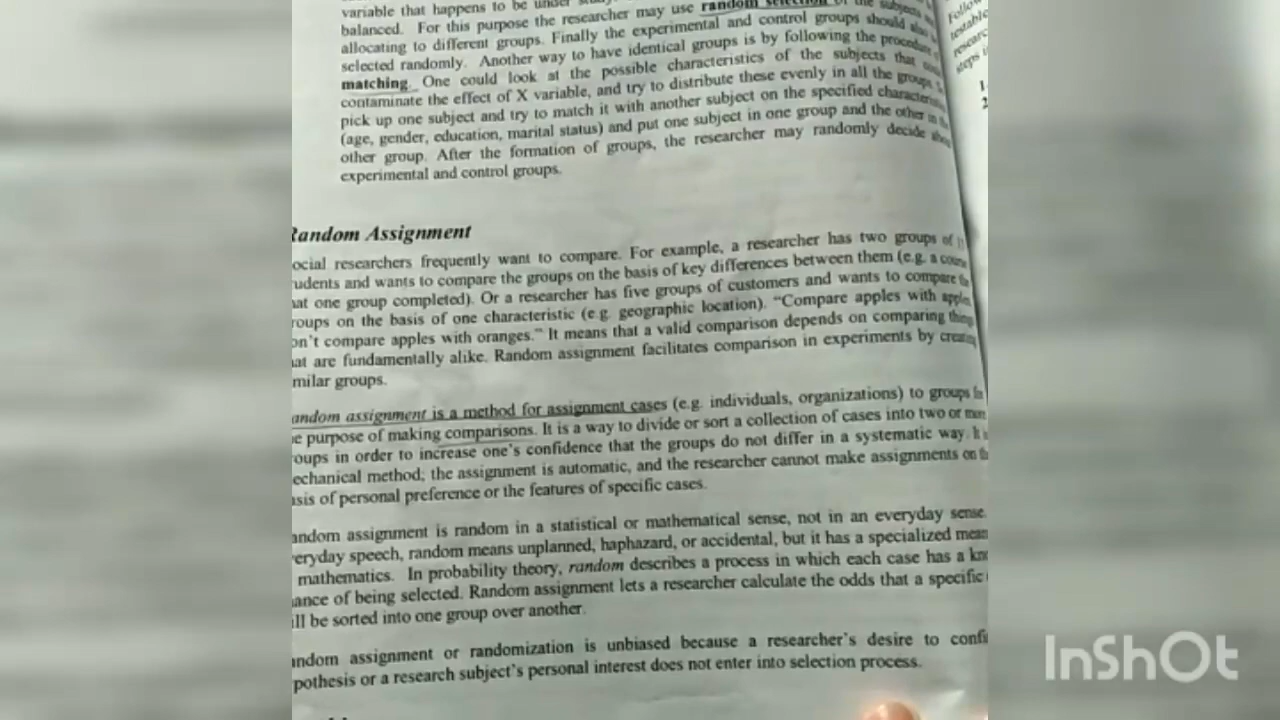 variable that happens to be under
balanced. For this purpose the researcher may use random selection of the subjects
allocating to different groups. Finally the experimental and control groups should also
selected randomly. Another way to have identical groups is by following the procedure
matching. One could look at the possible characteristics of the subjects that
contaminate the effect of X variable, and try to distribute these evenly in all the groups.
pick up one subject and try to match it with another subject on the specified
(age, gender, education, marital status) and put one subject in one group and the other
other group. After the formation of groups, the researcher may randomly decide
experimental and control groups.
Random Assignment
ocial researchers frequently want to compare. For example, a researcher has two groups of
udents and wants to compare the groups on the basis of key differences between them (e.g. a
at one group completed). Or a researcher has five groups of customers and wants to compare
roups on the basis of one characteristic (e.g. geographic location). "Compare apples with
on't compare apples with oranges." It means that a valid comparison depends on comparing
at are fundamentally alike. Random assignment facilitates comparison in experiments by
milar groups.
andom assignment is a method for assignment cases (e.g. individuals, organizations) to groups
e purpose of making comparisons. It is a way to divide or sort a collection of cases into two or
oups in order to increase one's confidence that the groups do not differ in a systematic way. It
echanical method; the assignment is automatic, and the researcher cannot make assignments on
sis of personal preference or the features of specific cases.
andom assignment is random in a statistical or mathematical sense, not in an everyday sense.
eryday speech, random means unplanned, haphazard, or accidental, but it has a specialized
mathematics. In probability theory, random describes a process in which each case has a
ance of being selected. Random assignment lets a researcher calculate the odds that a specific
ill be sorted into one group over another.
ndom assignment or randomization is unbiased because a researcher's desire to
pothesis or a research subject's personal interest does not enter into selection process.
testable
steps
1
2
InShOt